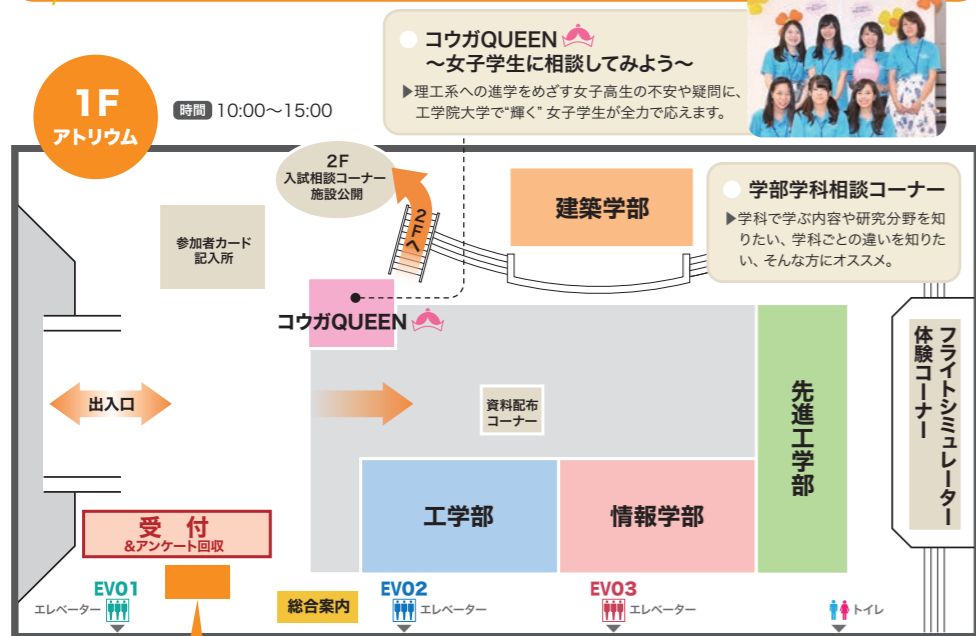 コウガQUEEN
〜女子学生に相談してみよう〜
▶理工系への進学をめざす女子高生の不安や疑問に、
工学院大学で“輝く” 女子学生が全力で応えます。
1F
アトリウム
時間 10:00〜15:00
2F
入試相談コーナー
施設公開
2Fへ
建築学部
学部学科相談コーナー
▶学科で学ぶ内容や研究分野を知
りたい、学科ごとの違いを知りた
い、そんな方にオススメ。
参加者カード
記入所
コウガQUEEN
出入口
資料配布
コーナー
先進工学部
フライトシミュレーター
体験コーナー
工学部
情報学部
受 付
&アンケート回収
EV01
エレベーター
総合案内
EV02
エレベーター
EV03
エレベーター
トイレ